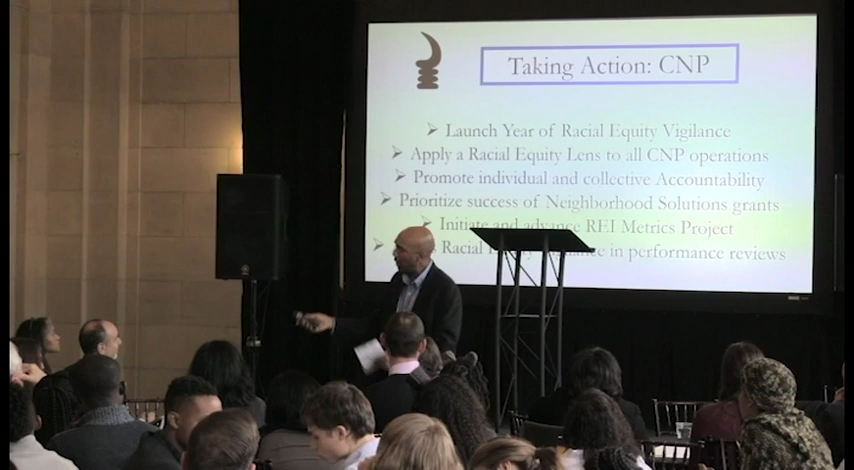 Taking Action: CNP
➢ Launch Year of Racial Equity Vigilance
➢ Apply a Racial Equity Lens to all CNP operations
➢ Promote individual and collective Accountability
➢ Prioritize success of Neighborhood Solutions grants
➢ Initiate and advance REI Metrics Project
➢ Racial in performance reviews